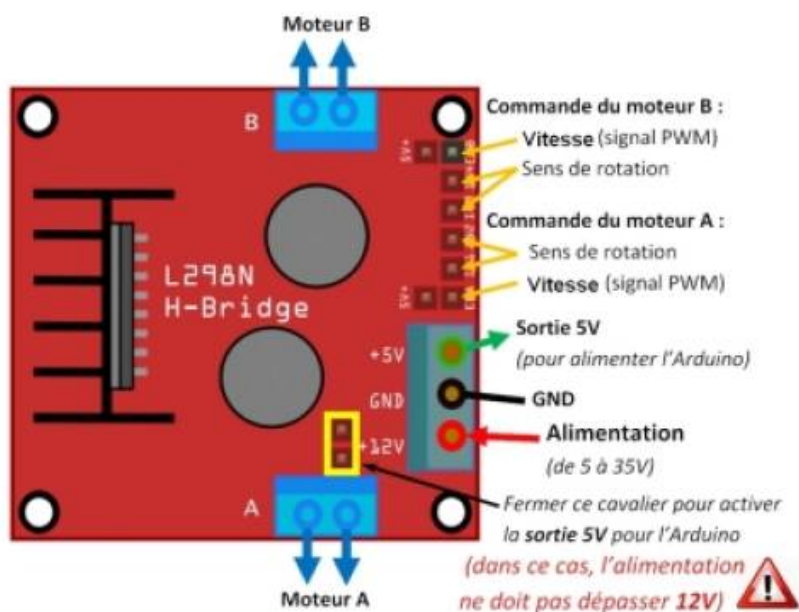 Moteur B
B
Commande du moteur B :
Vitesse (signal PWM)
Sens de rotation
5V+
Commande du moteur A :
Sens de rotation
Vitesse (signal PWM)
5V+
L298N
H-Bridge
Sortie 5V
+5V
(pour alimenter l'Arduino)
GND
GND
+12V
Alimentation
(de 5 à 35V)
A
Fermer ce cavalier pour activer
la sortie 5V pour l'Arduino
(dans ce cas, l'alimentation
ne doit pas dépasser 12V)
Moteur A